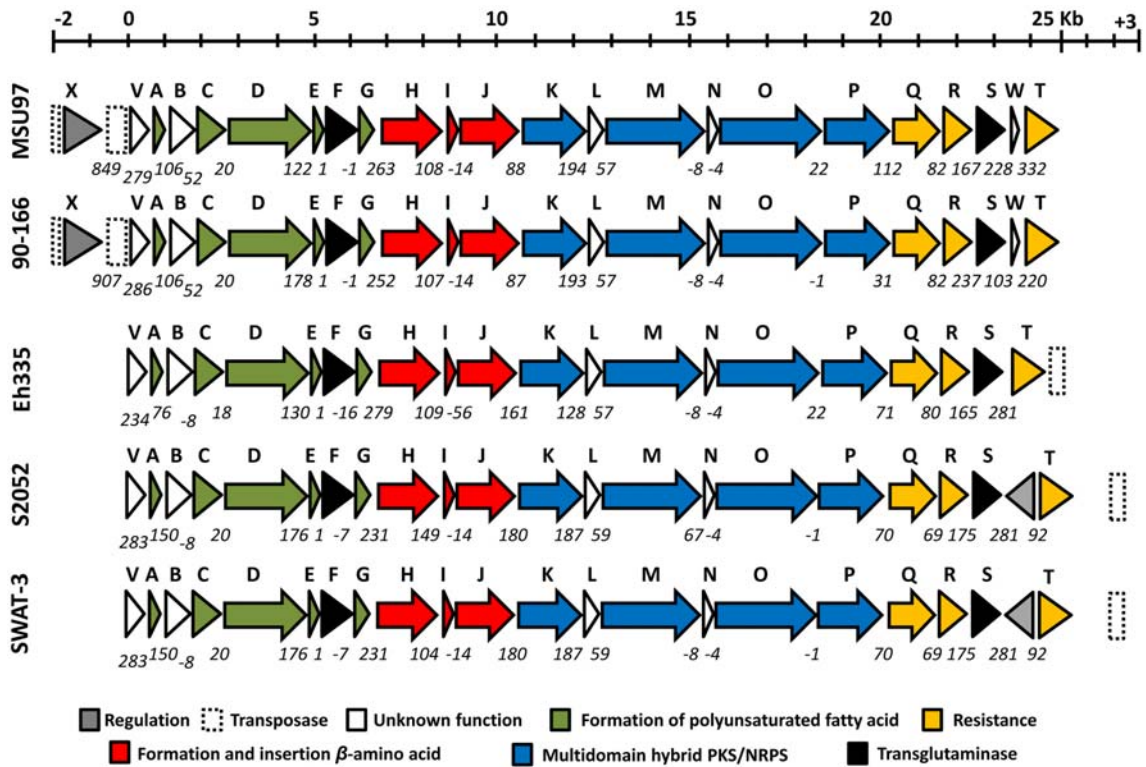 -2 0 5 10 15 20 25 Kb +3
MSU97
X V A B C D E F G H I J K L M N O P Q R S W T
849 279 106 52 20 122 1 -1 263 108 -14 88 194 57 -8 -4 22 112 82 167 228 332
90-166
X V A B C D E F G H I J K L M N O P Q R S W T
907 286 106 52 20 178 1 -1 252 107 -14 87 193 57 -8 -4 -1 31 82 237 103 220
Eh335
V A B C D E F G H I J K L M N O P Q R S T
234 76 -8 18 130 1 -16 279 109 -56 161 128 57 -8 -4 22 71 80 165 281
S2052
V A B C D E F G H I J K L M N O P Q R S T
283 150 -8 20 176 1 -7 231 149 -14 180 187 59 67 -4 -1 70 69 175 281 92
SWAT-3
V A B C D E F G H I J K L M N O P Q R S T
283 150 -8 20 176 1 -7 231 104 -14 180 187 59 -8 -4 -1 70 69 175 281 92
Regulation Transposase Unknown function Formation of polyunsaturated fatty acid Resistance
Formation and insertion β-amino acid Multidomain hybrid PKS/NRPS Transglutaminase